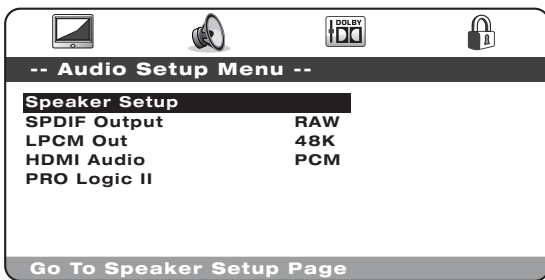 DOLBY
-- Audio Setup Menu --
Speaker Setup
SPDIF Output RAW
LPCM Out 48K
HDMI Audio PCM
PRO Logic II
Go To Speaker Setup Page